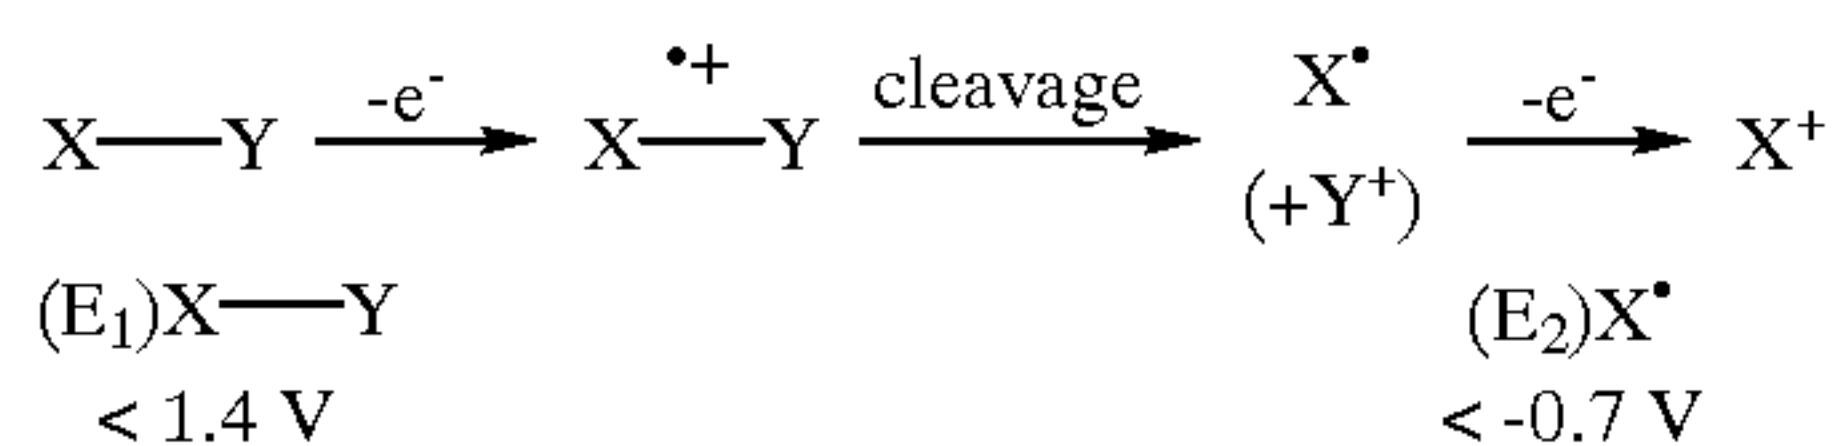 X—Y -e⁻ X—Y •+ cleavage X• (+Y⁺) -e⁻ X⁺
(E₁)X—Y (E₂)X•
< 1.4 V < -0.7 V